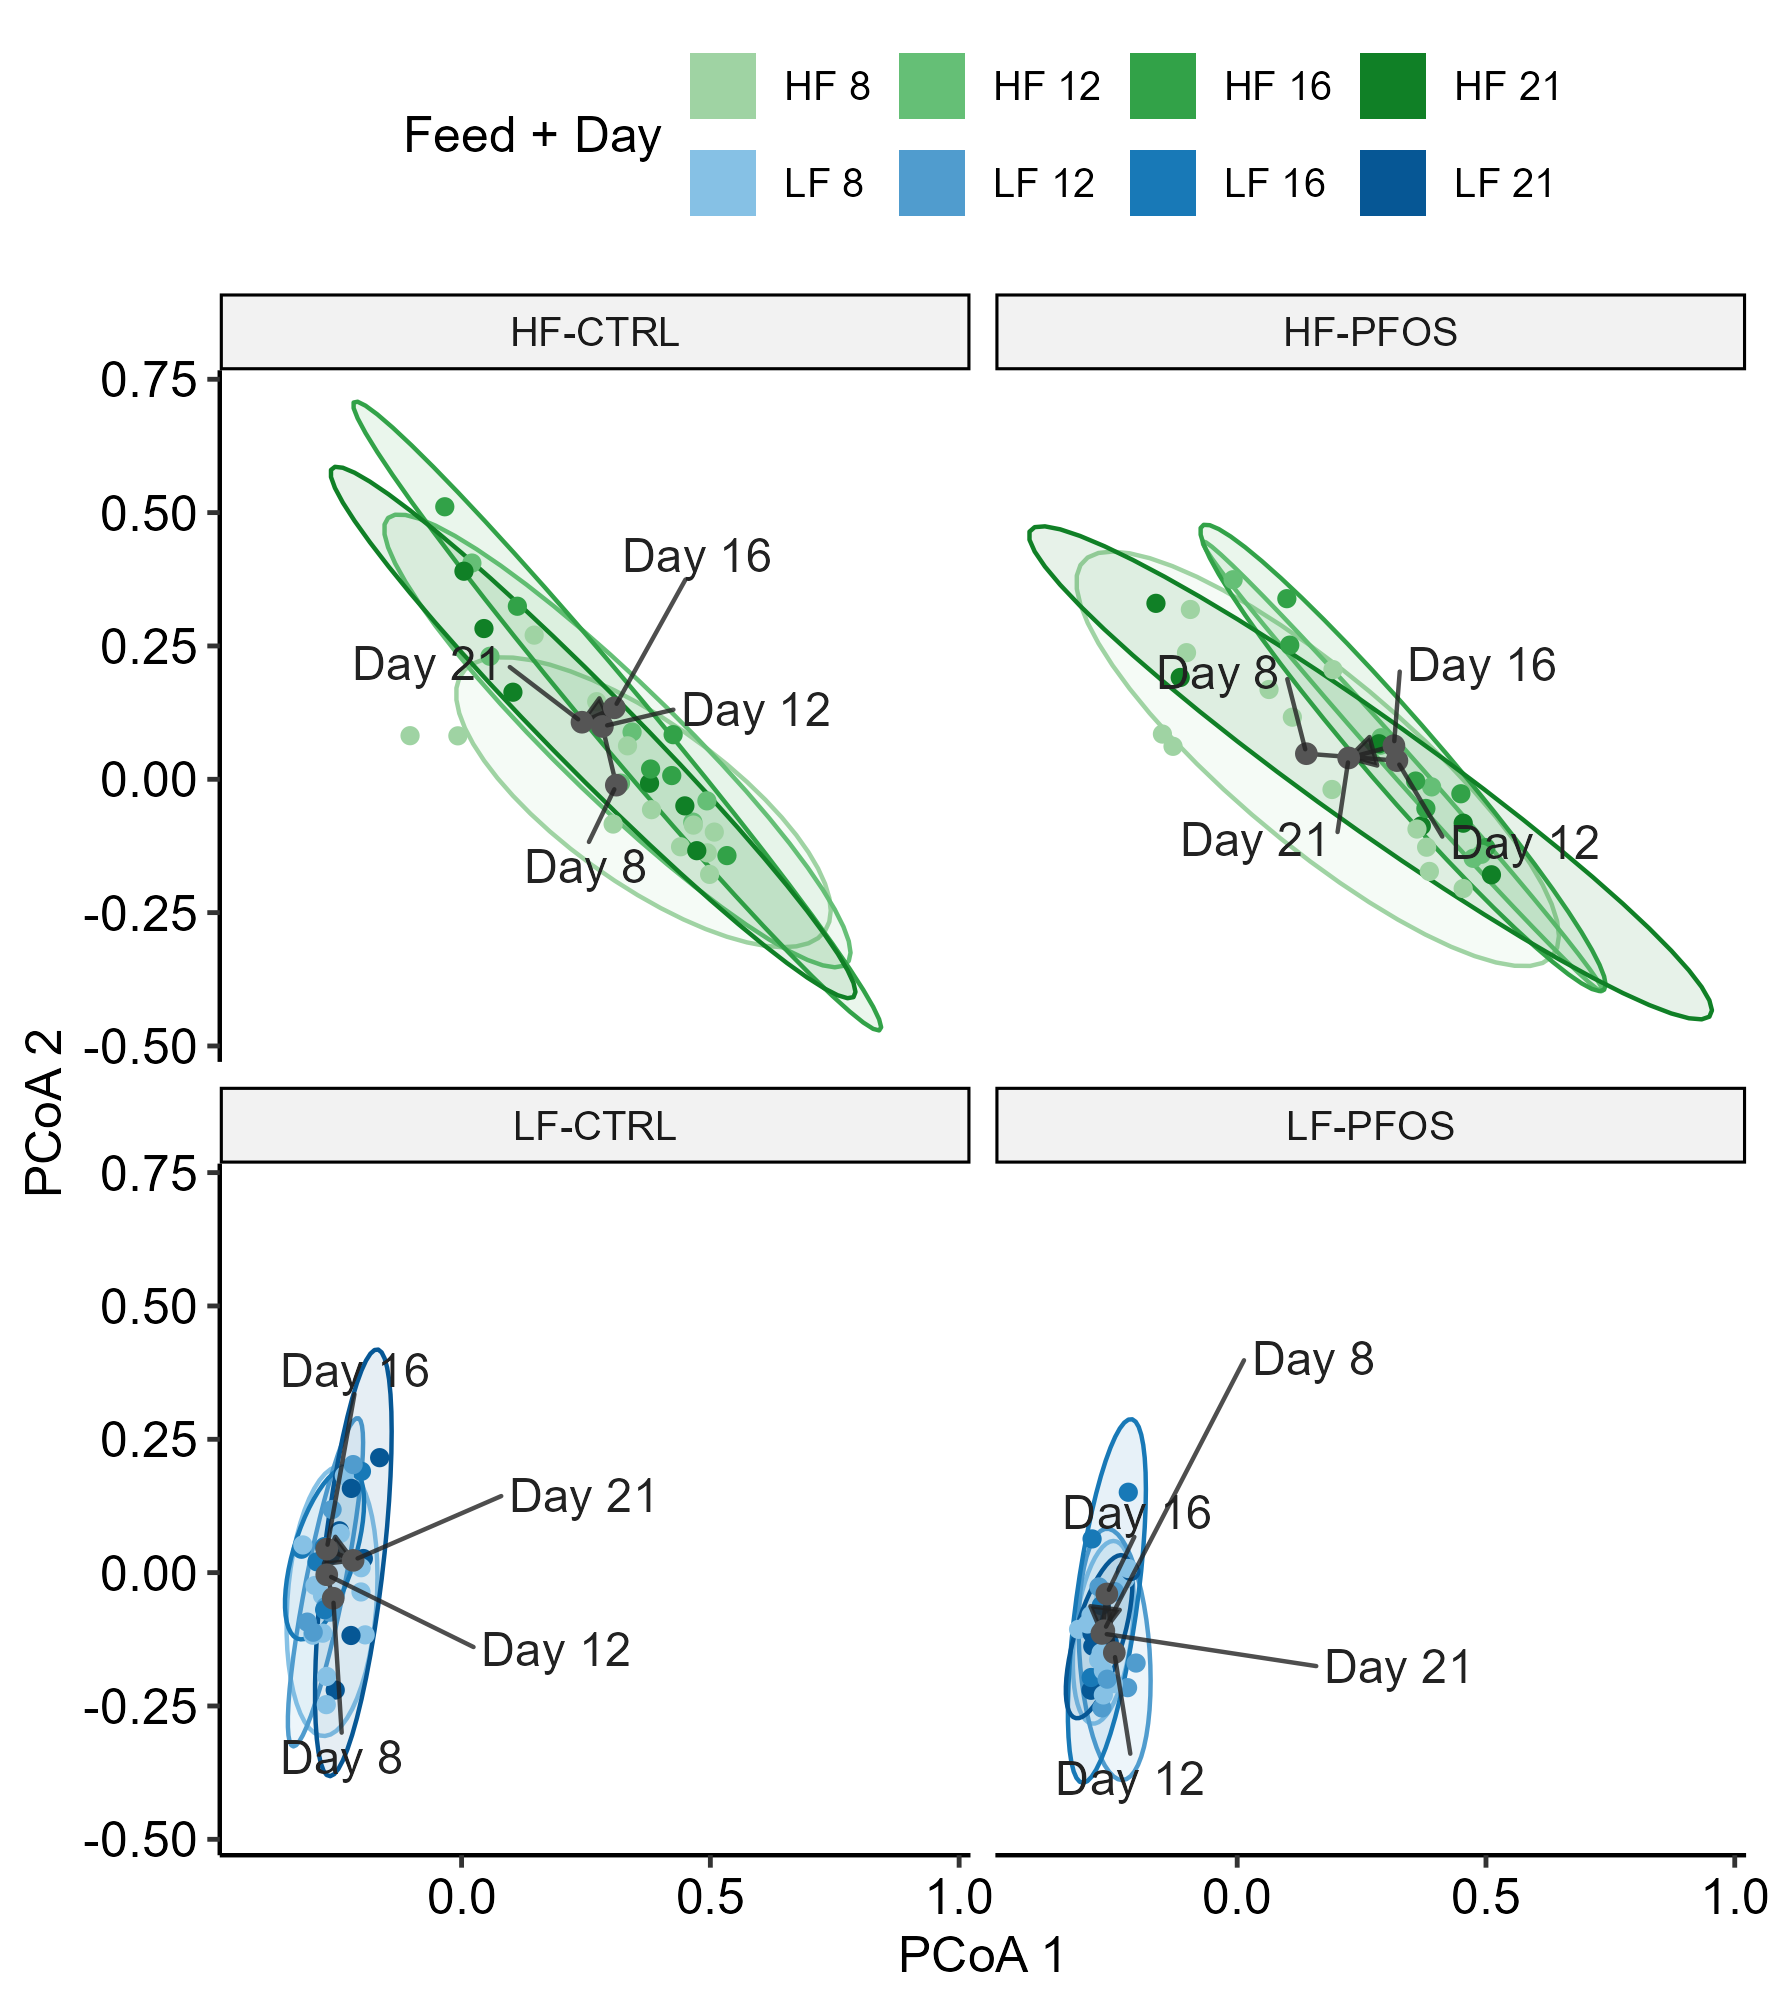 Feed + Day
HF 8
HF 12
HF 16
HF 21
LF 8
LF 12
LF 16
LF 21
HF-CTRL
HF-PFOS
0.75
0.50
0.25
0.00
-0.25
-0.50
Day 16
Day 21
Day 12
Day 8
Day 8
Day 16
Day 21
Day 12
PCoA 2
LF-CTRL
LF-PFOS
0.75
0.50
0.25
0.00
-0.25
-0.50
Day 16
Day 21
Day 12
Day 8
Day 8
Day 16
Day 21
Day 12
0.0
0.5
1.0
0.0
0.5
1.0
PCoA 1